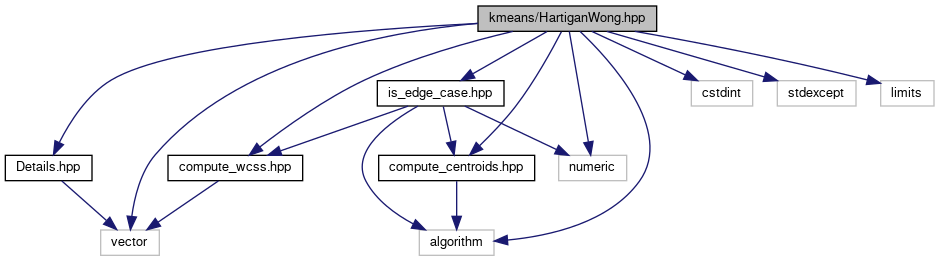 kmeans/HartiganWong.hpp
is_edge_case.hpp
cstdint
stdexcept
limits
Details.hpp
compute_wcss.hpp
compute_centroids.hpp
numeric
vector
algorithm